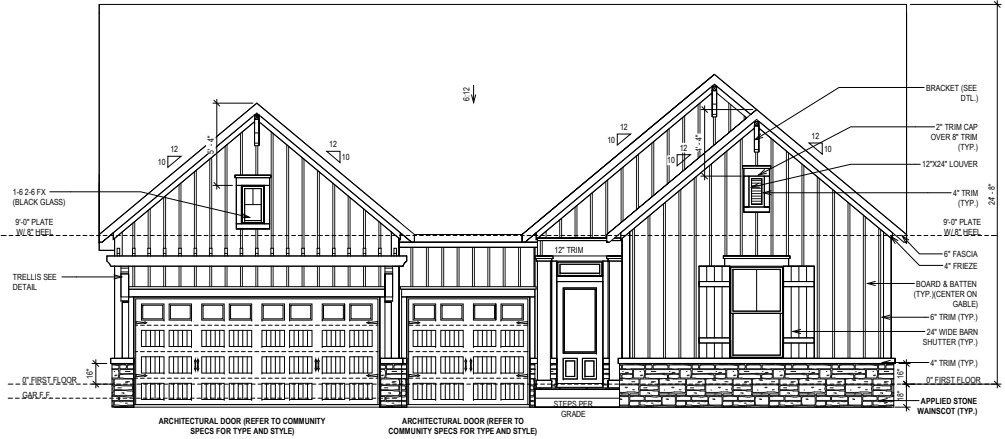 6:12
12
10
12
10
5' - 4"
1-6 2-6 FX
(BLACK GLASS)
9'-0" PLATE
W/ 8" HEEL
TRELLIS SEE
DETAIL
16"
0" FIRST FLOOR
GAR F.F.
ARCHITECTURAL DOOR (REFER TO COMMUNITY
SPECS FOR TYPE AND STYLE)
ARCHITECTURAL DOOR (REFER TO
COMMUNITY SPECS FOR TYPE AND STYLE)
12" TRIM
STEPS PER
GRADE
12
10
4' - 4"
12
10
BRACKET (SEE
DTL.)
2" TRIM CAP
OVER 8" TRIM
(TYP.)
12"X24" LOUVER
4" TRIM
(TYP.)
24' - 8"
9'-0" PLATE
W/ 8" HEEL
6" FASCIA
4" FRIEZE
BOARD & BATTEN
(TYP.)(CENTER ON
GABLE)
6" TRIM (TYP.)
24" WIDE BARN
SHUTTER (TYP.)
4" TRIM (TYP.)
16"
0" FIRST FLOOR
18"
APPLIED STONE
WAINSCOT (TYP.)